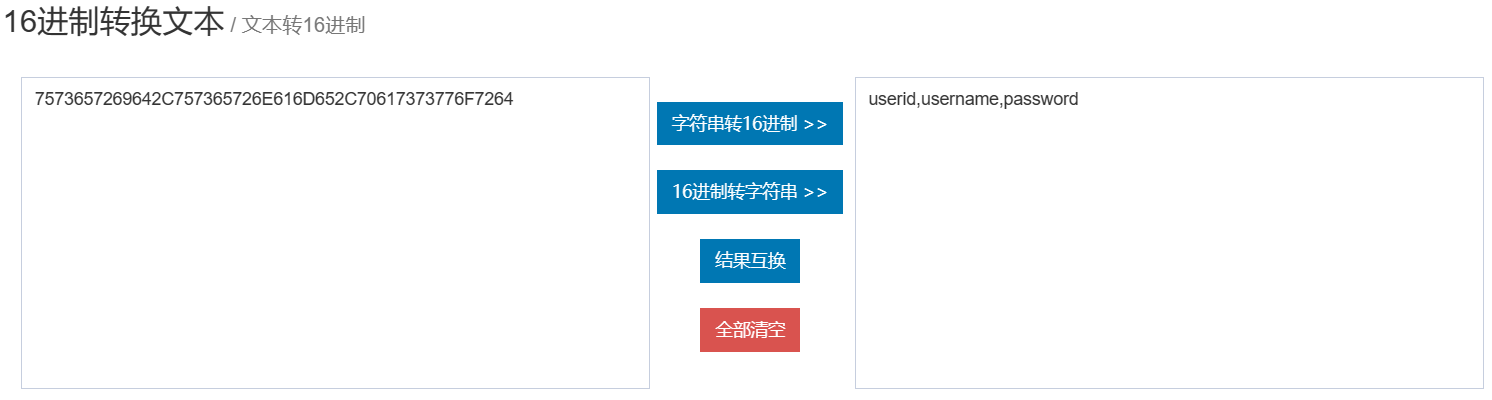 16进制转换文本 / 文本转16进制
7573657269642C757365726E616D652C70617373776F7264
字符串转16进制 >>
16进制转字符串 >>
结果互换
全部清空
userid,username,password